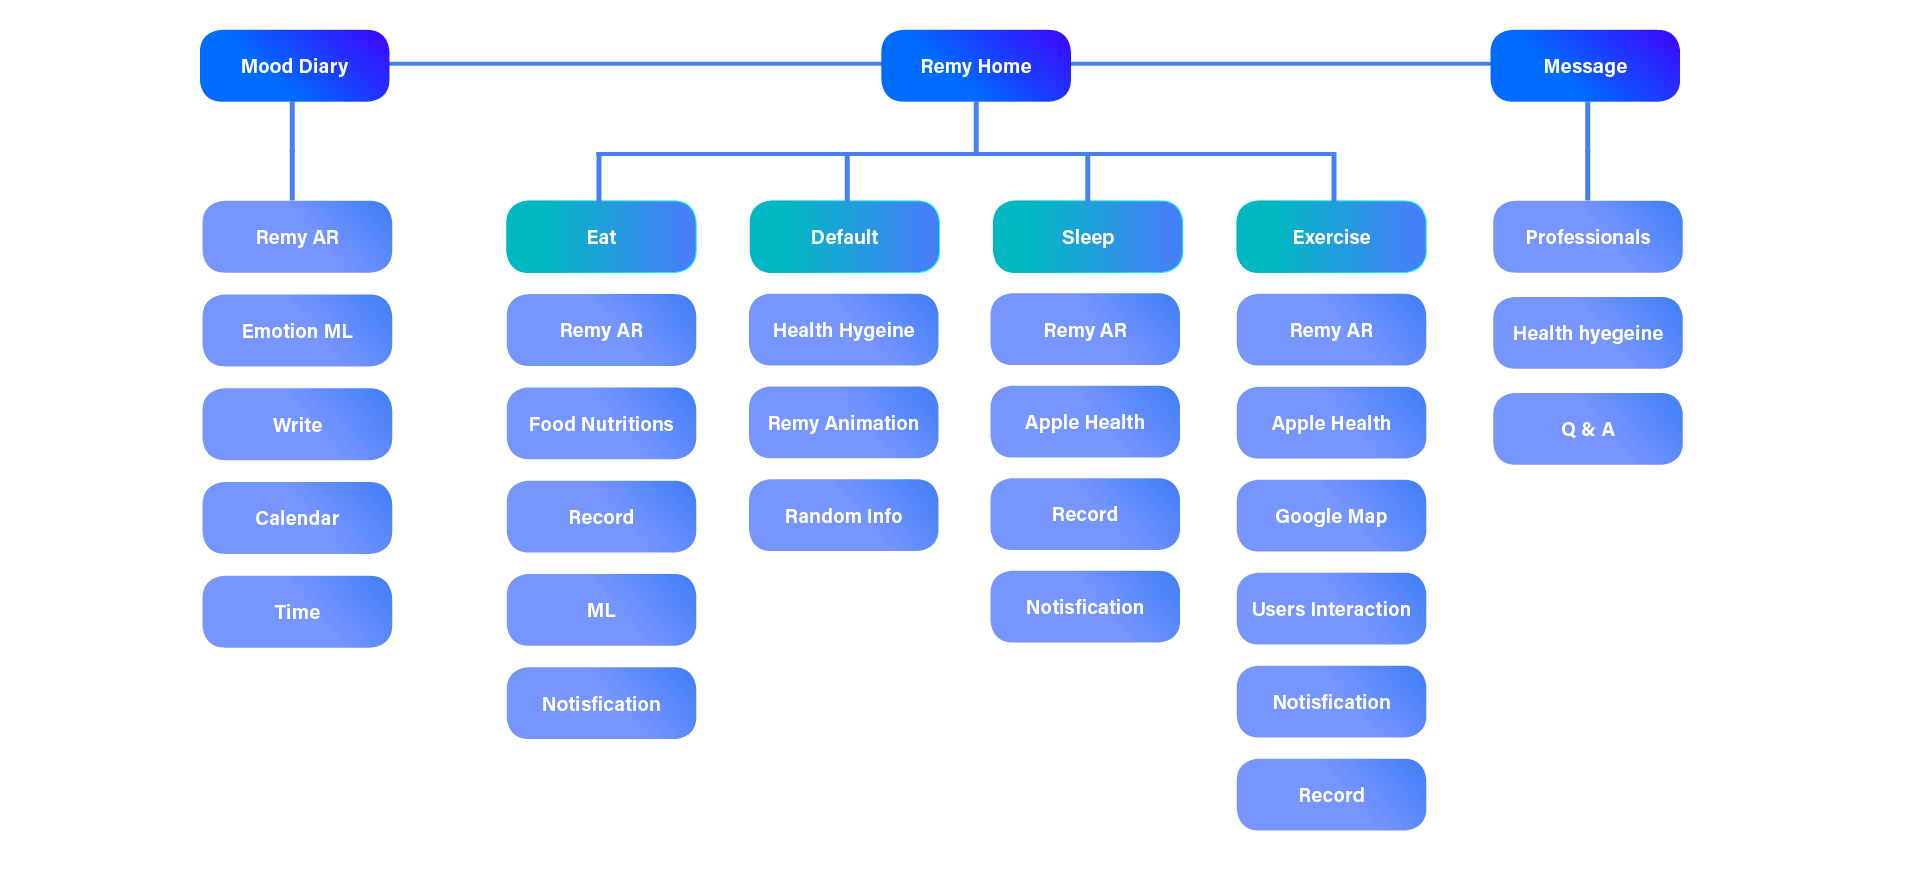 Mood Diary
Remy Home
Message
Remy AR
Emotion ML
Write
Calendar
Time
Eat
Remy AR
Food Nutritions
Record
ML
Notisfication
Default
Health Hygeine
Remy Animation
Random Info
Sleep
Remy AR
Apple Health
Record
Notisfication
Exercise
Remy AR
Apple Health
Google Map
Users Interaction
Notisfication
Record
Professionals
Health hyegeine
Q & A